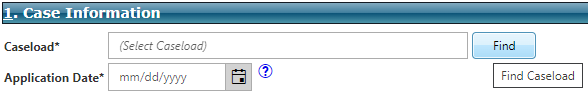 1. Case Information
Caseload* (Select Caseload) Find
Application Date* mm/dd/yyyy ? Find Caseload